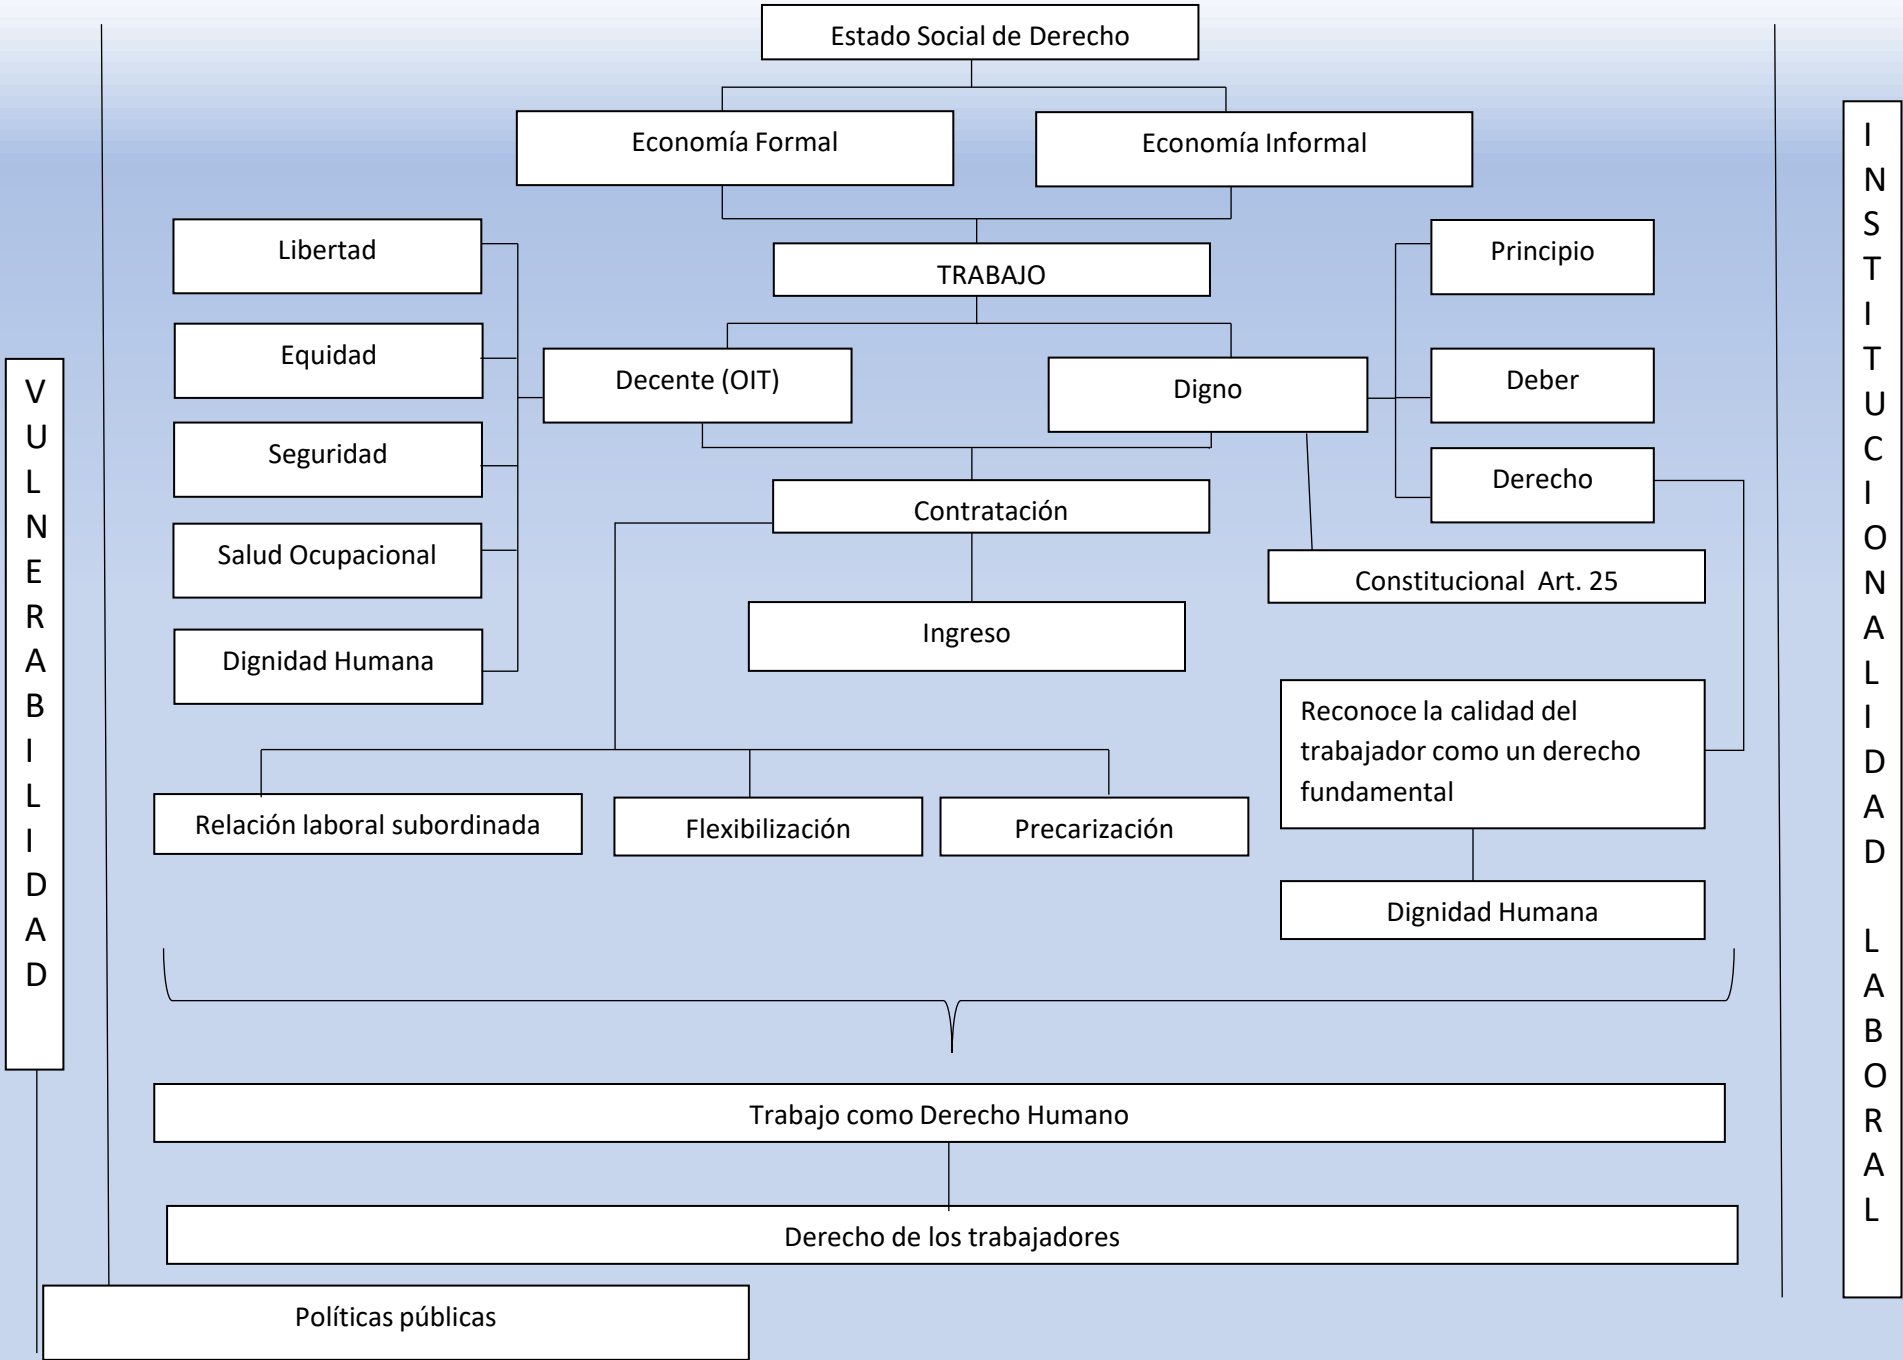 Estado Social de Derecho
Economía Formal
Economía Informal
Libertad
TRABAJO
Principio
Equidad
Decente (OIT)
Digno
Deber
Seguridad
Derecho
Contratación
Salud Ocupacional
Constitucional Art. 25
Ingreso
Dignidad Humana
Reconoce la calidad del
trabajador como un derecho
fundamental
Relación laboral subordinada
Flexibilización
Precarización
Dignidad Humana
Trabajo como Derecho Humano
Derecho de los trabajadores
Políticas públicas
VULNERABILIDAD
INSTITUCIONALIDAD LABORAL